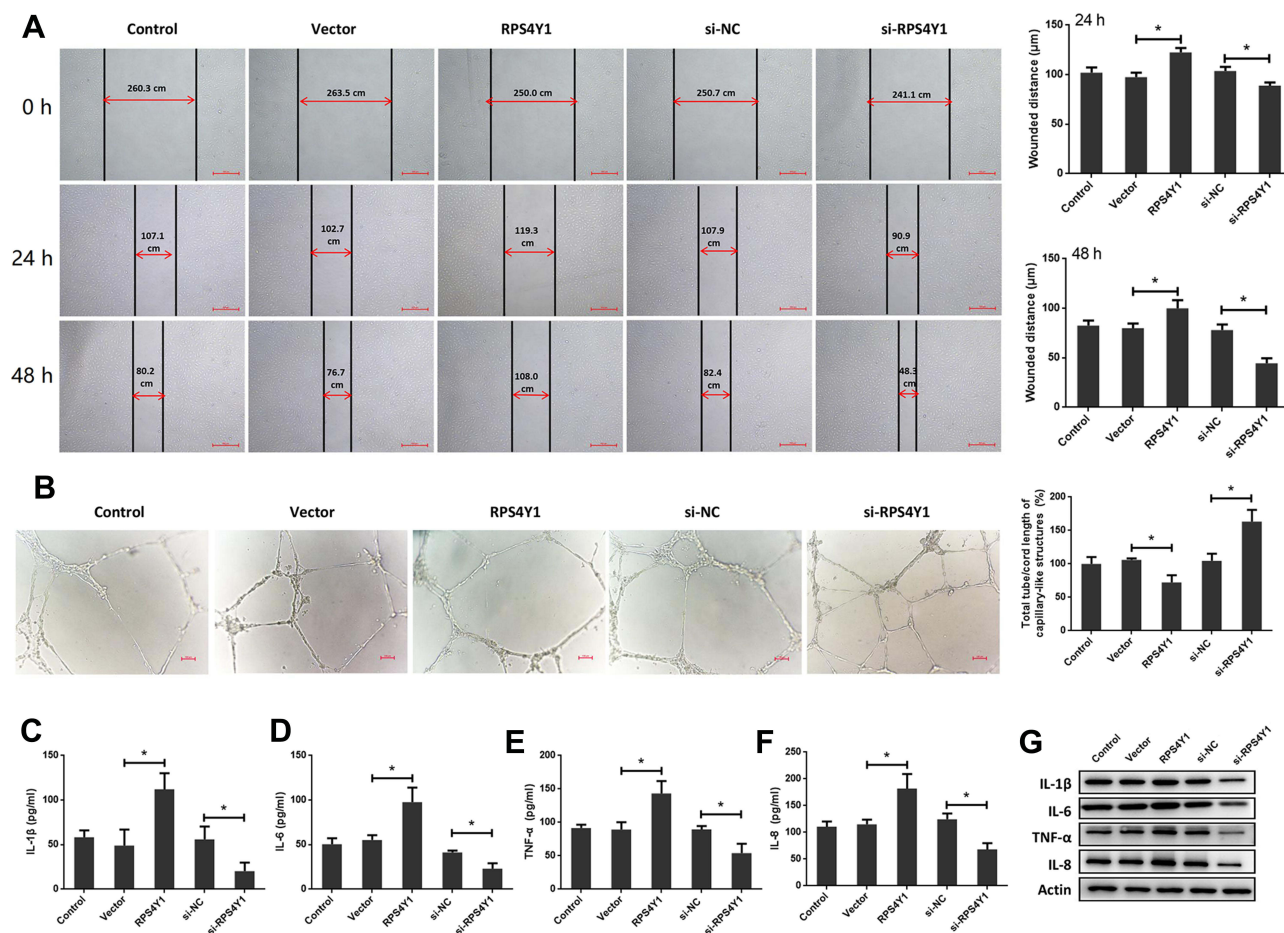 A
Control Vector RPS4Y1 si-NC si-RPS4Y1
0 h
260.3 cm 263.5 cm 250.0 cm 250.7 cm 241.1 cm
24 h
107.1 102.7 119.3 107.9 90.9
cm cm cm cm cm
48 h
80.2 76.7 108.0 82.4 48.3
cm cm cm cm cm
24 h
Wounded distance (μm)
150
100
50
0
* *
Control Vector RPS4Y1 si-NC si-RPS4Y1
48 h
Wounded distance (μm)
150
100
50
0
* *
Control Vector RPS4Y1 si-NC si-RPS4Y1
B
Control Vector RPS4Y1 si-NC si-RPS4Y1
Total tube/cord length of
capillary-like structures (%)
200
150
100
50
0
* *
Control Vector RPS4Y1 si-NC si-RPS4Y1
C
IL-1β (pg/ml)
150
100
50
0
* *
Control Vector RPS4Y1 si-NC si-RPS4Y1
D
IL-6 (pg/ml)
150
100
50
0
* *
Control Vector RPS4Y1 si-NC si-RPS4Y1
E
TNF-α (pg/ml)
200
150
100
50
0
* *
Control Vector RPS4Y1 si-NC si-RPS4Y1
F
IL-8 (pg/ml)
250
200
150
100
50
0
* *
Control Vector RPS4Y1 si-NC si-RPS4Y1
G
Control Vector RPS4Y1 si-NC si-RPS4Y1
IL-1β
IL-6
TNF-α
IL-8
Actin